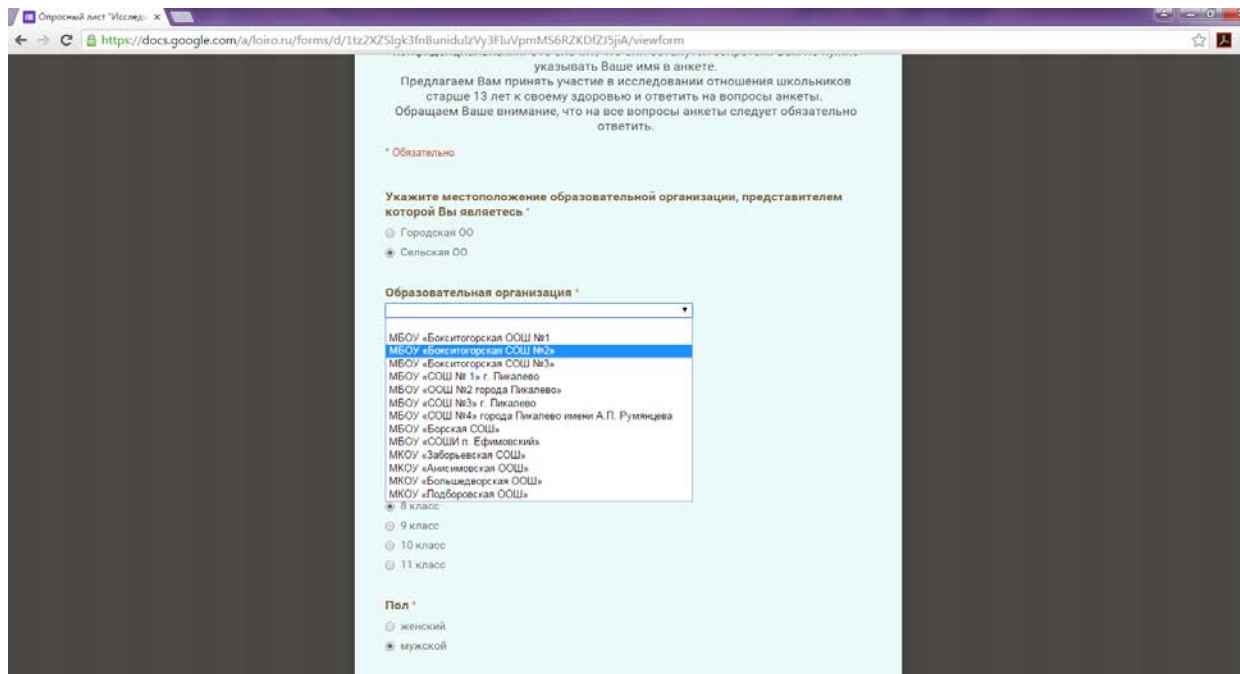 Опросный лист "Исслед
https://docs.google.com/a/loiro.ru/forms/d/1tz2XZSlgk3fnBunidulzVy3FluVpmMS6RZKDfZJ5jiA/viewform
указывать Ваше имя в анкете.
Предлагаем Вам принять участие в исследовании отношения школьников
старше 13 лет к своему здоровью и ответить на вопросы анкеты.
Обращаем Ваше внимание, что на все вопросы анкеты следует обязательно
ответить.
* Обязательно
Укажите местоположение образовательной организации, представителем
которой Вы являетесь *
Городская ОО
Сельская ОО
Образовательная организация *
МБОУ «Бокситогорская ООШ №1
МБОУ «Бокситогорская СОШ №2»
МБОУ «Бокситогорская СОШ №3»
МБОУ «СОШ № 1» г. Пикалево
МБОУ «ООШ №2 города Пикалево»
МБОУ «СОШ №3» г. Пикалево
МБОУ «СОШ №4» города Пикалево имени А.П. Румянцева
МБОУ «Борская СОШ»
МБОУ «СОШИ п. Ефимовский»
МКОУ «Заборьевская СОШ»
МКОУ «Анисимовская ООШ»
МКОУ «Большедворская ООШ»
МКОУ «Подборовская ООШ»
8 класс
9 класс
10 класс
11 класс
Пол *
женский
мужской